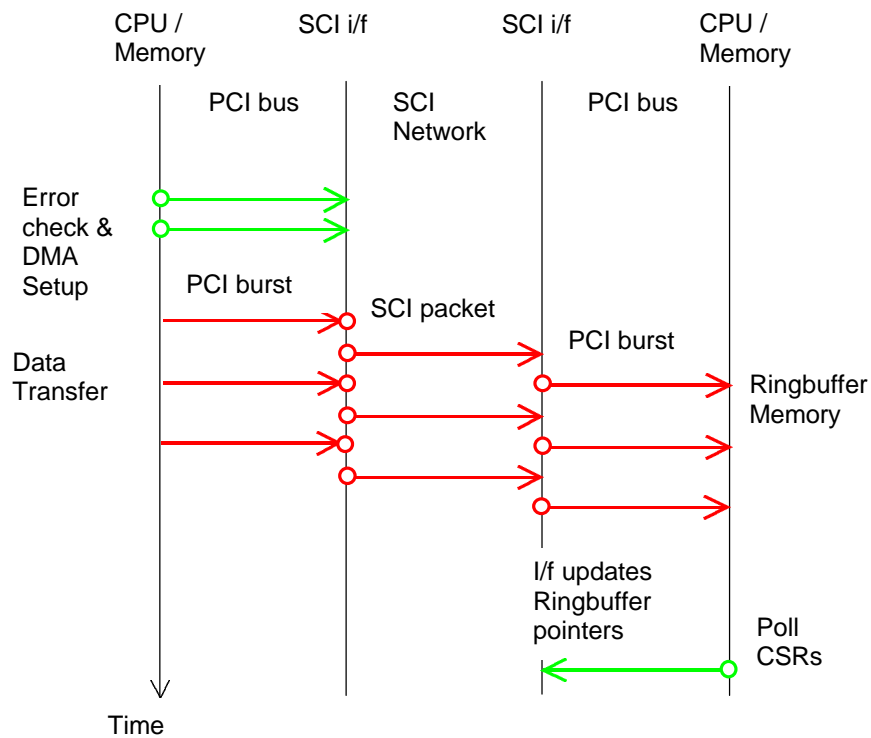 CPU /
Memory
SCI i/f
SCI i/f
CPU /
Memory
PCI bus
SCI
Network
PCI bus
Error
check &
DMA
Setup
PCI burst
SCI packet
PCI burst
Data
Transfer
Ringbuffer
Memory
I/f updates
Ringbuffer
pointers
Poll
CSRs
Time